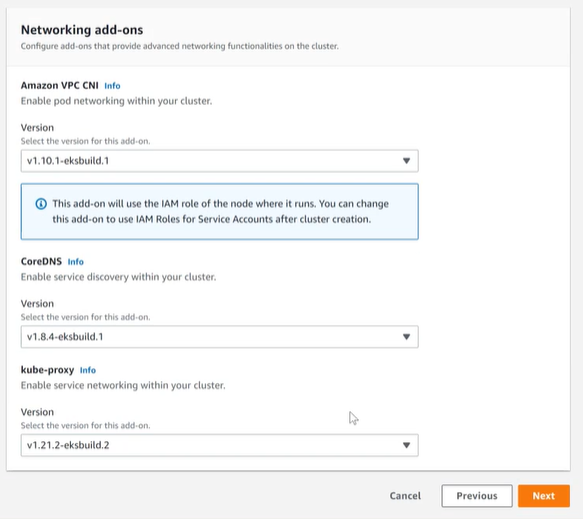 Networking add-ons
Configure add-ons that provide advanced networking functionalities on the cluster.
Amazon VPC CNI Info
Enable pod networking within your cluster.
Version
Select the version for this add-on.
v1.10.1-eksbuild.1
This add-on will use the IAM role of the node where it runs. You can change
this add-on to use IAM Roles for Service Accounts after cluster creation.
CoreDNS Info
Enable service discovery within your cluster.
Version
Select the version for this add-on.
v1.8.4-eksbuild.1
kube-proxy Info
Enable service networking within your cluster.
Version
Select the version for this add-on.
v1.21.2-eksbuild.2
Cancel Previous Next